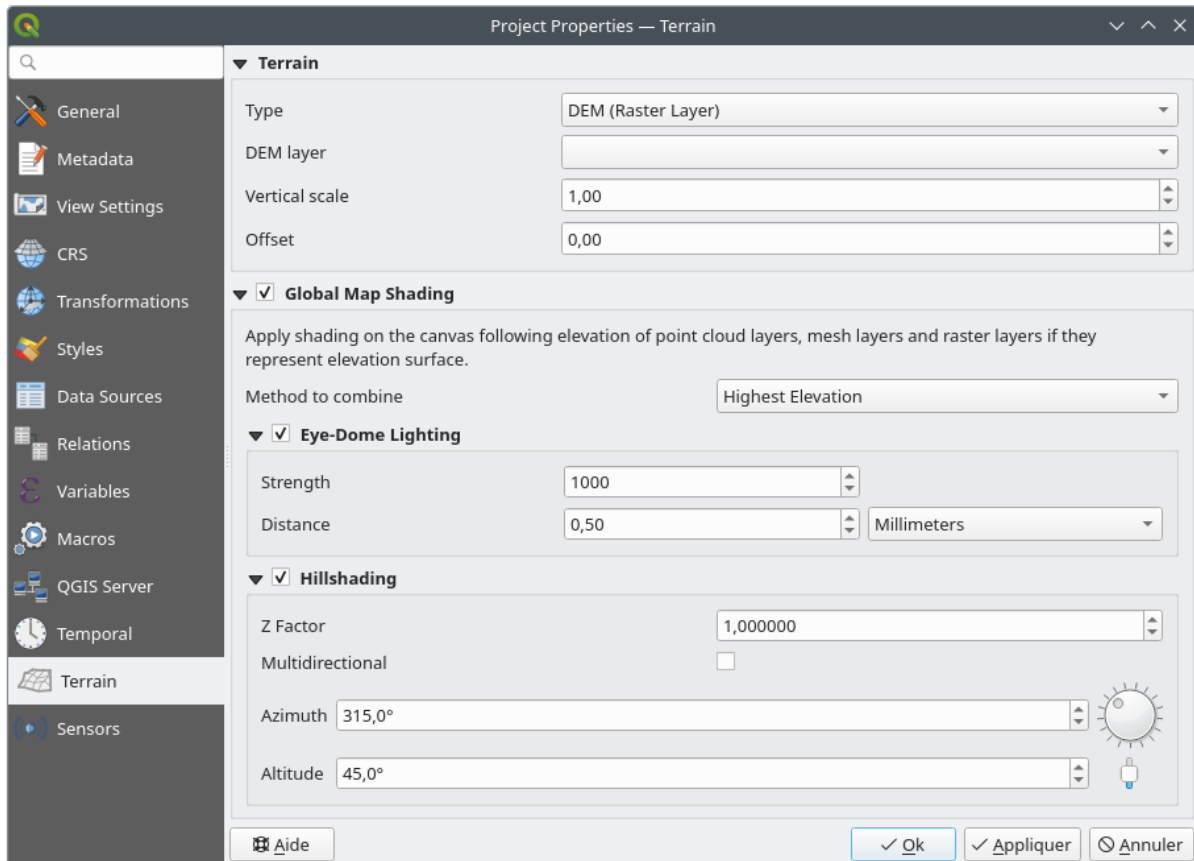 Project Properties — Terrain
General
Metadata
View Settings
CRS
Transformations
Styles
Data Sources
Relations
Variables
Macros
QGIS Server
Temporal
Terrain
Sensors
Terrain
Type DEM (Raster Layer)
DEM layer
Vertical scale 1,00
Offset 0,00
Global Map Shading
Apply shading on the canvas following elevation of point cloud layers, mesh layers and raster layers if they
represent elevation surface.
Method to combine Highest Elevation
Eye-Dome Lighting
Strength 1000
Distance 0,50 Millimeters
Hillshading
Z Factor 1,000000
Multidirectional
Azimuth 315,0°
Altitude 45,0°
Aide Ok Appliquer Annuler